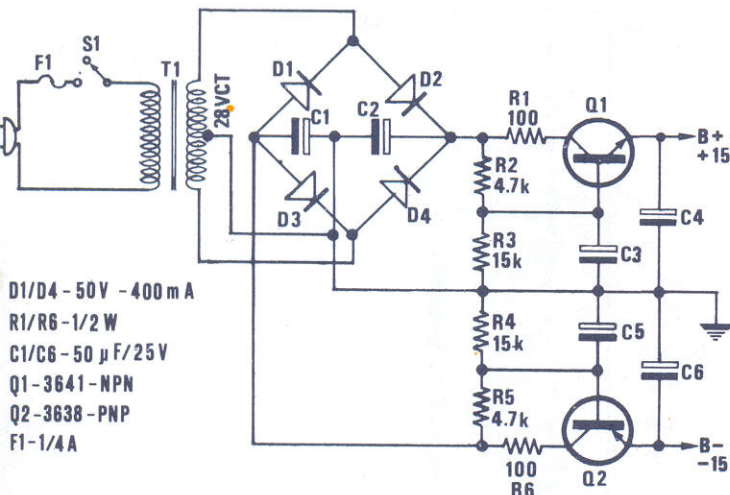 F1
S1
T1
28VCT
D1
D2
C1
C2
D3
D4
R1
100
Q1
B+
+15
R2
4.7k
R3
15k
C3
C4
R4
15k
C5
C6
R5
4.7k
100
R6
Q2
B-
-15
D1/D4-50V -400mA
R1/R6-1/2 W
C1/C6-50 µF/25V
Q1-3641-NPN
Q2-3638-PNP
F1-1/4A